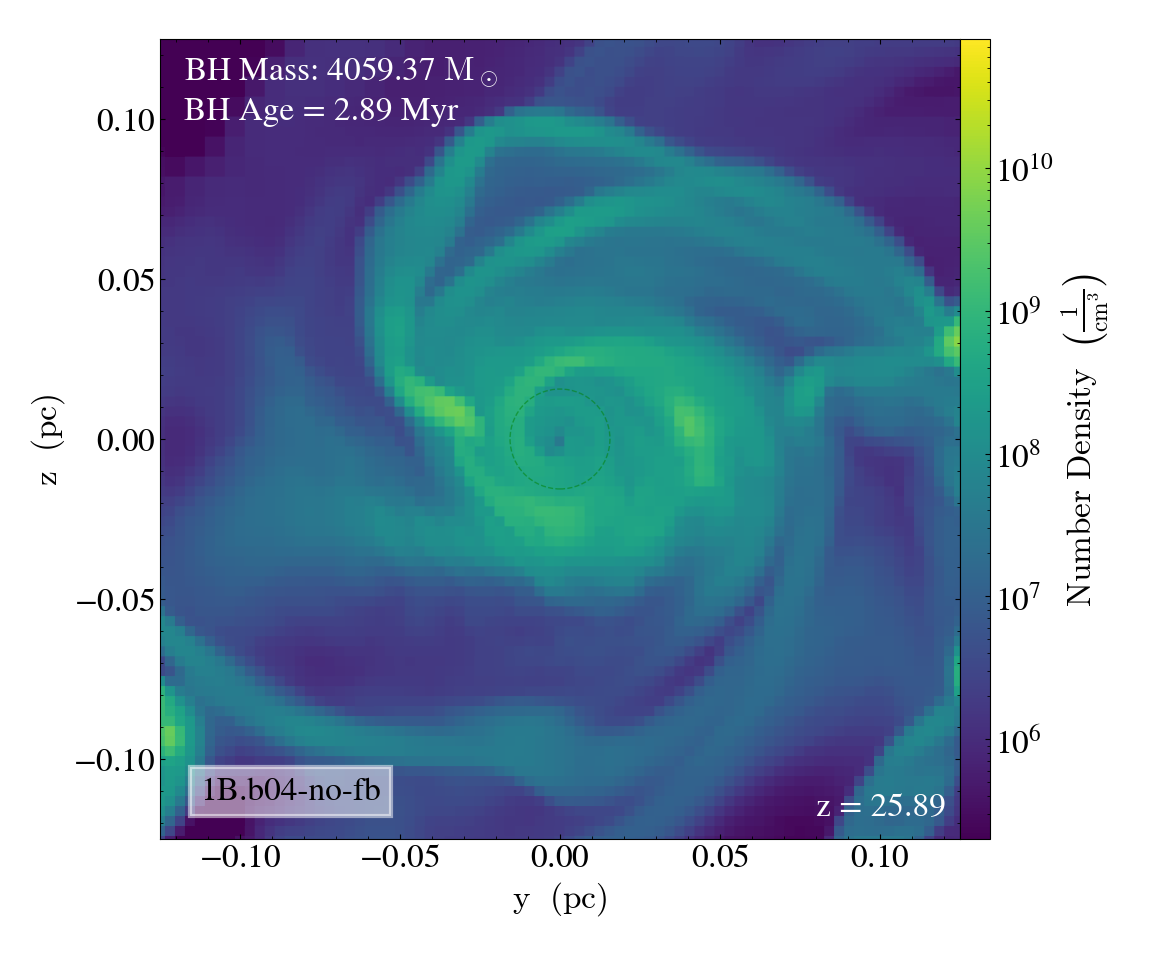 BH Mass: 4059.37 M⊙
BH Age = 2.89 Myr
0.10
0.05
0.00
−0.05
−0.10
z (pc)
1B.b04-no-fb
z = 25.89
−0.10 −0.05 0.00 0.05 0.10
y (pc)
10¹⁰
10⁹
10⁸
10⁷
10⁶
Number Density (1/cm³)